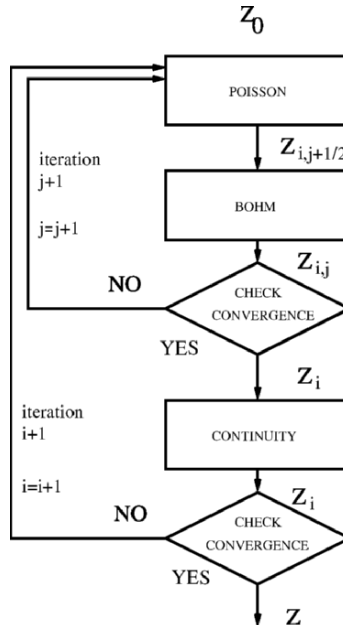 Z0
POISSON
Zi,j+1/2
iteration
j+1
j=j+1
BOHM
Zi,j
NO
CHECK
CONVERGENCE
YES
Zi
iteration
i+1
CONTINUITY
i=i+1
Zi
NO
CHECK
CONVERGENCE
YES
Z